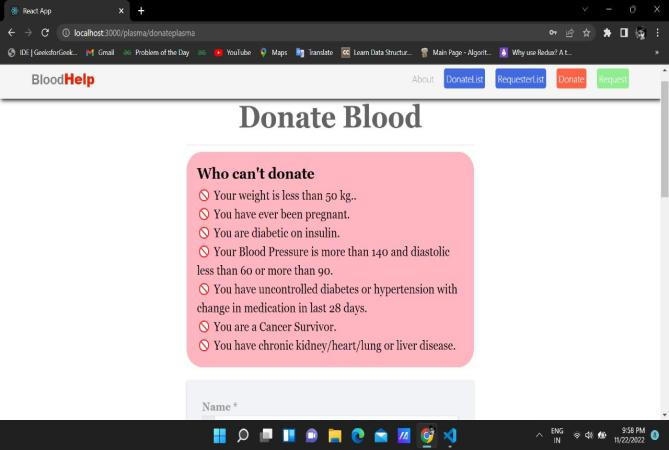 React App
localhost:3000/plasma/donateplasma
IDE | GeeksforGeek... Gmail Problem of the Day YouTube Maps Translate Learn Data Structur... Main Page - Algorit... Why use Redux? A t... »
BloodHelp About DonateList RequesterList Donate Request
Donate Blood
Who can't donate
Your weight is less than 50 kg..
You have ever been pregnant.
You are diabetic on insulin.
Your Blood Pressure is more than 140 and diastolic
less than 60 or more than 90.
You have uncontrolled diabetes or hypertension with
change in medication in last 28 days.
You are a Cancer Survivor.
You have chronic kidney/heart/lung or liver disease.
Name *
ENG
IN
9:58 PM
11/22/2022